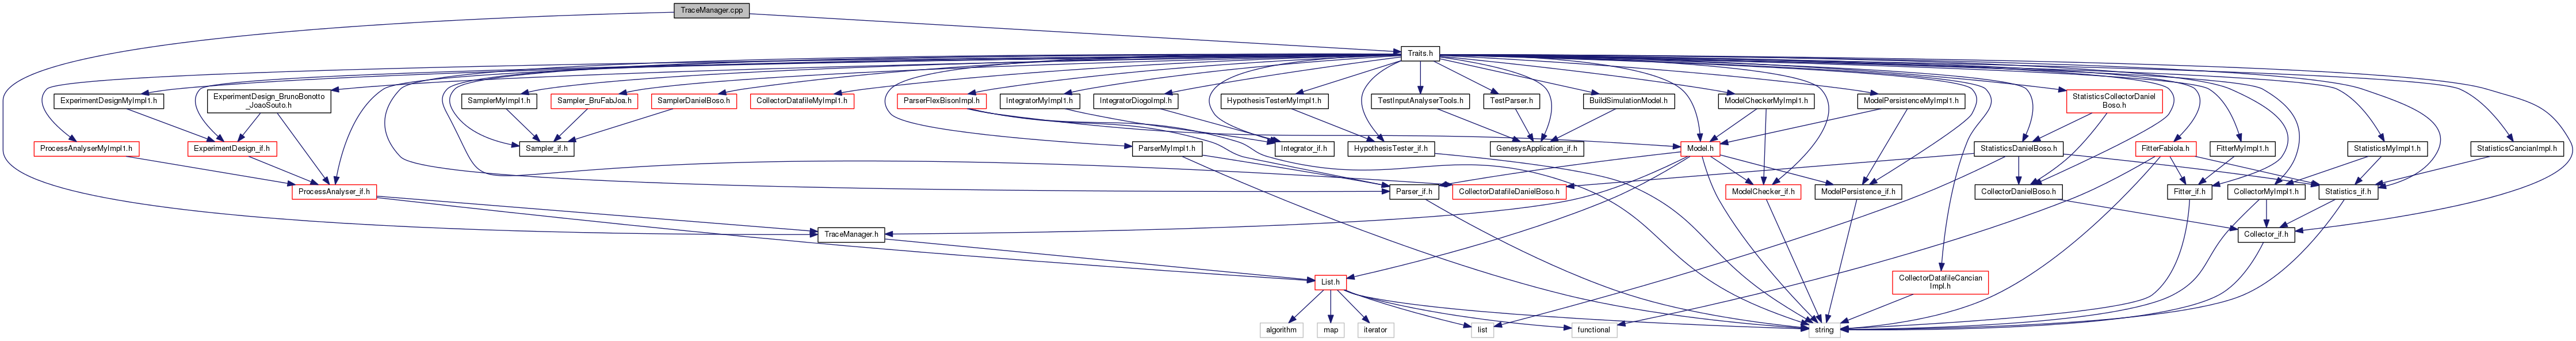 TraceManager.cpp
Traits.h
ExperimentDesignMyImpl1.h
ExperimentDesign_BrunoBonotto
_JoaoSouto.h
SamplerMyImpl1.h
Sampler_BruFabJoa.h
SamplerDanielBoso.h
CollectorDatafileMyImpl1.h
ParserFlexBisonImpl.h
IntegratorMyImpl1.h
IntegratorDiogoImpl.h
HypothesisTesterMyImpl1.h
TestInputAnalyserTools.h
TestParser.h
BuildSimulationModel.h
ModelCheckerMyImpl1.h
ModelPersistenceMyImpl1.h
StatisticsCollectorDaniel
Boso.h
ProcessAnalyserMyImpl1.h
ExperimentDesign_if.h
Sampler_if.h
ParserMyImpl1.h
Integrator_if.h
HypothesisTester_if.h
GenesysApplication_if.h
Model.h
StatisticsDanielBoso.h
FitterFabiola.h
FitterMyImpl1.h
StatisticsMyImpl1.h
StatisticsCancianImpl.h
ProcessAnalyser_if.h
Parser_if.h
CollectorDatafileDanielBoso.h
ModelChecker_if.h
ModelPersistence_if.h
CollectorDanielBoso.h
Fitter_if.h
CollectorMyImpl1.h
Statistics_if.h
TraceManager.h
Collector_if.h
List.h
CollectorDatafileCancian
Impl.h
algorithm
map
iterator
list
functional
string